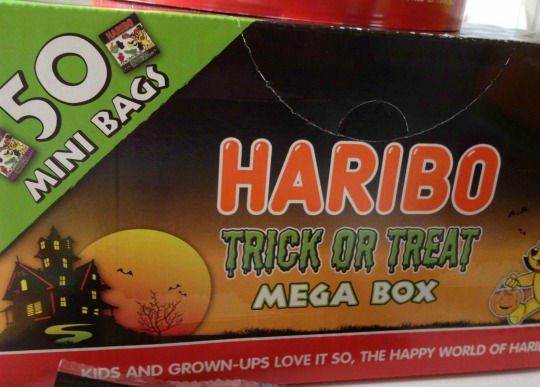 50
MINI BAGS
HARIBO
TRICK OR TREAT
MEGA BOX
KIDS AND GROWN-UPS LOVE IT SO, THE HAPPY WORLD OF HARI